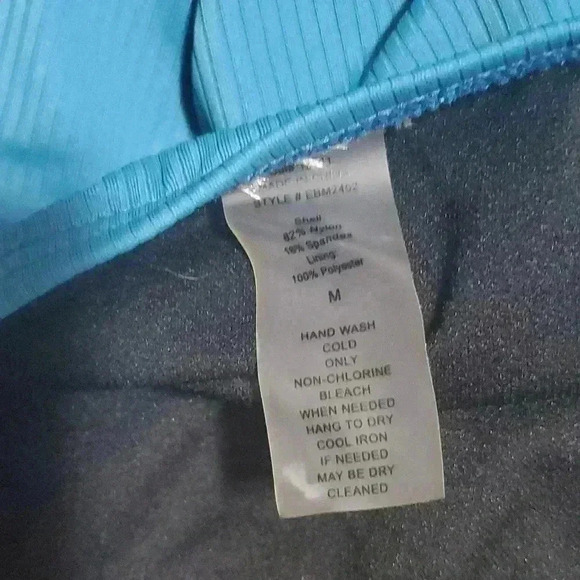 STYLE # EBM2402
Shell
82% Nylon
18% Spandex
Lining
100% Polyester
M
HAND WASH
COLD
ONLY
NON-CHLORINE
BLEACH
WHEN NEEDED
HANG TO DRY
COOL IRON
IF NEEDED
MAY BE DRY
CLEANED